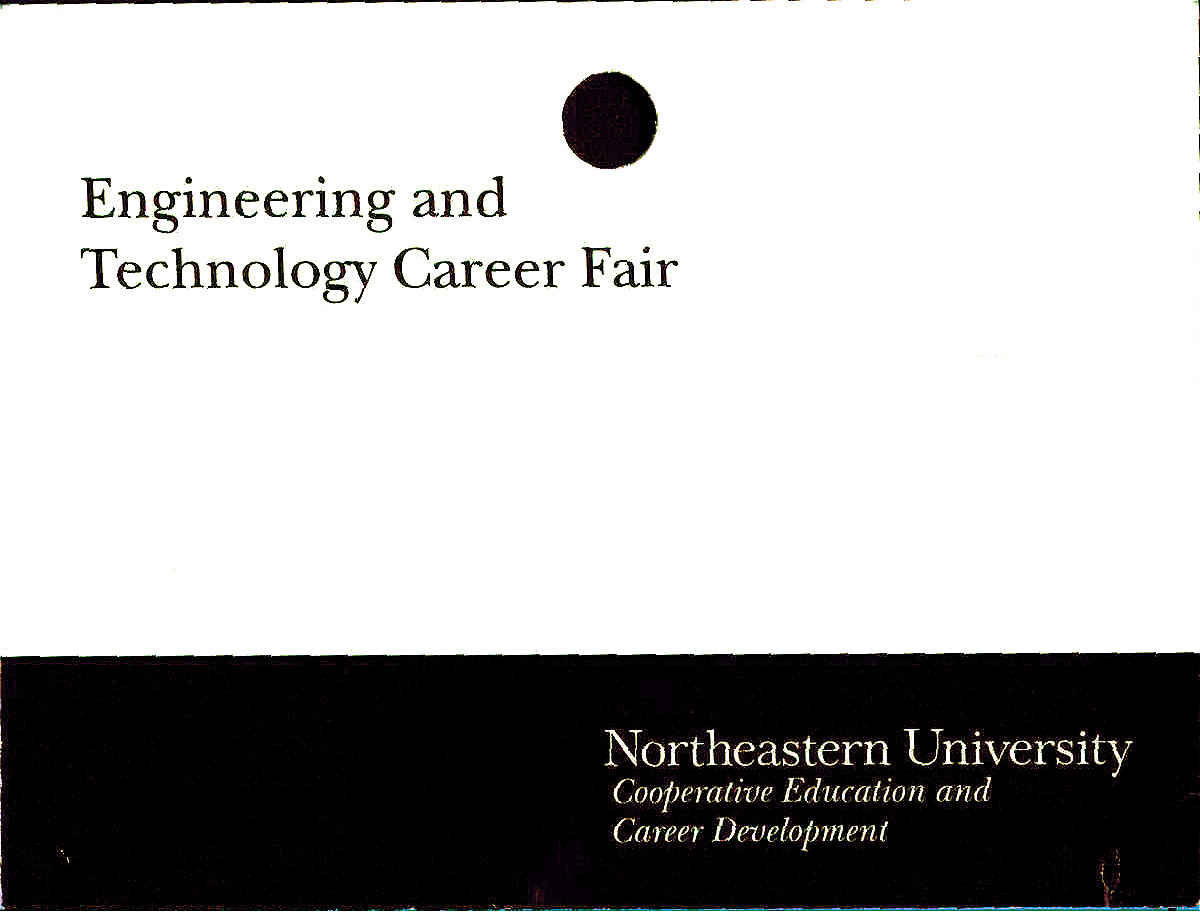 Engineering and
Technology Career Fair
Northeastern University
Cooperative Education and
Career Development